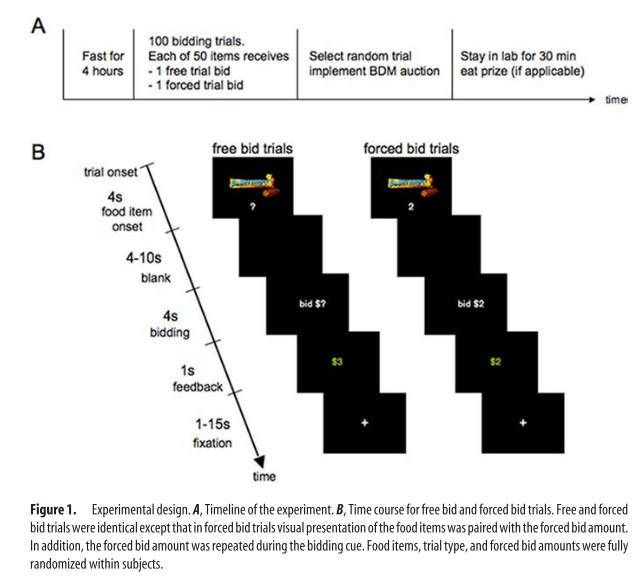 A
Fast for
4 hours
100 bidding trials.
Each of 50 items receives
- 1 free trial bid
- 1 forced trial bid
Select random trial
implement BDM auction
Stay in lab for 30 min
eat prize (if applicable)
time
B
free bid trials
forced bid trials
trial onset
4s
food item
onset
4-10s
blank
4s
bidding
1s
feedback
1-15s
fixation
time
?
bid $?
$3
+
2
bid $2
$2
+
Figure 1. Experimental design. A, Timeline of the experiment. B, Time course for free bid and forced bid trials. Free and forced
bid trials were identical except that in forced bid trials visual presentation of the food items was paired with the forced bid amount.
In addition, the forced bid amount was repeated during the bidding cue. Food items, trial type, and forced bid amounts were fully
randomized within subjects.